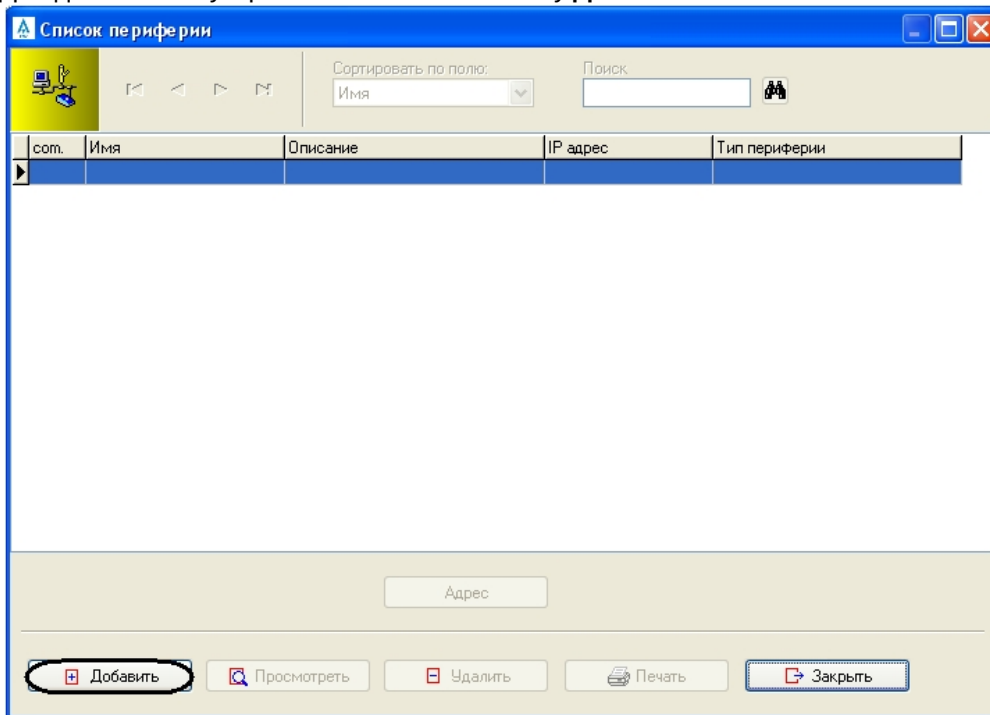 Список периферии
Сортировать по полю: Поиск
Имя
com. Имя Описание IP адрес Тип периферии
Адрес
Добавить Просмотреть Удалить Печать Закрыть